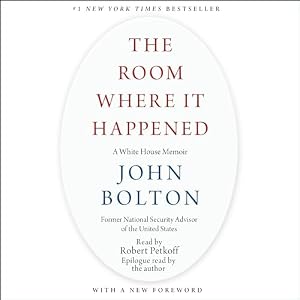 #1 NEW YORK TIMES BESTSELLER
THE
ROOM
WHERE IT
HAPPENED
A White House Memoir
JOHN
BOLTON
Former National Security Advisor
of the United States
Read by
Robert Petkoff
Epilogue read by
the author
WITH A NEW FOREWORD